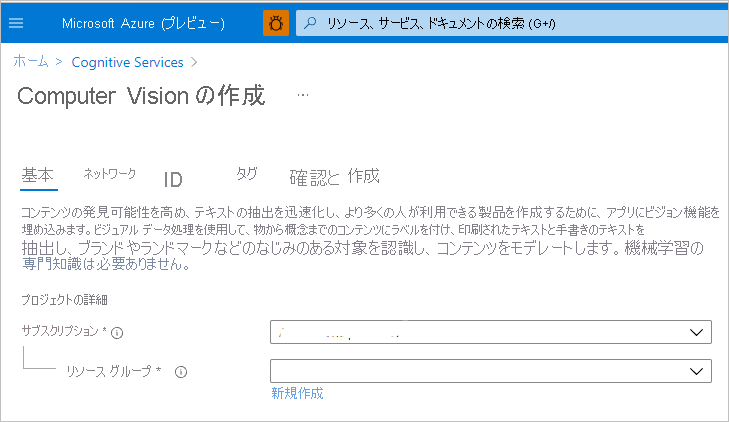 Microsoft Azure (プレビュー) リソース、サービス、ドキュメントの検索 (G+/)
ホーム > Cognitive Services >
Computer Vision の作成 ...
基本 ネットワーク ID タグ 確認と 作成
コンテンツの発見可能性を高め、テキストの抽出を迅速化し、より多くの人が利用できる製品を作成するために、アプリにビジョン機能を
埋め込みます。ビジュアル データ処理を使用して、物から概念までのコンテンツにラベルを付け、印刷されたテキストと手書きのテキストを
抽出し、ブランドやランドマークなどのなじみのある対象を認識し、コンテンツをモデレートします。機械学習の
専門知識は必要ありません。
プロジェクトの詳細
サブスクリプション *
リソース グループ *
新規作成